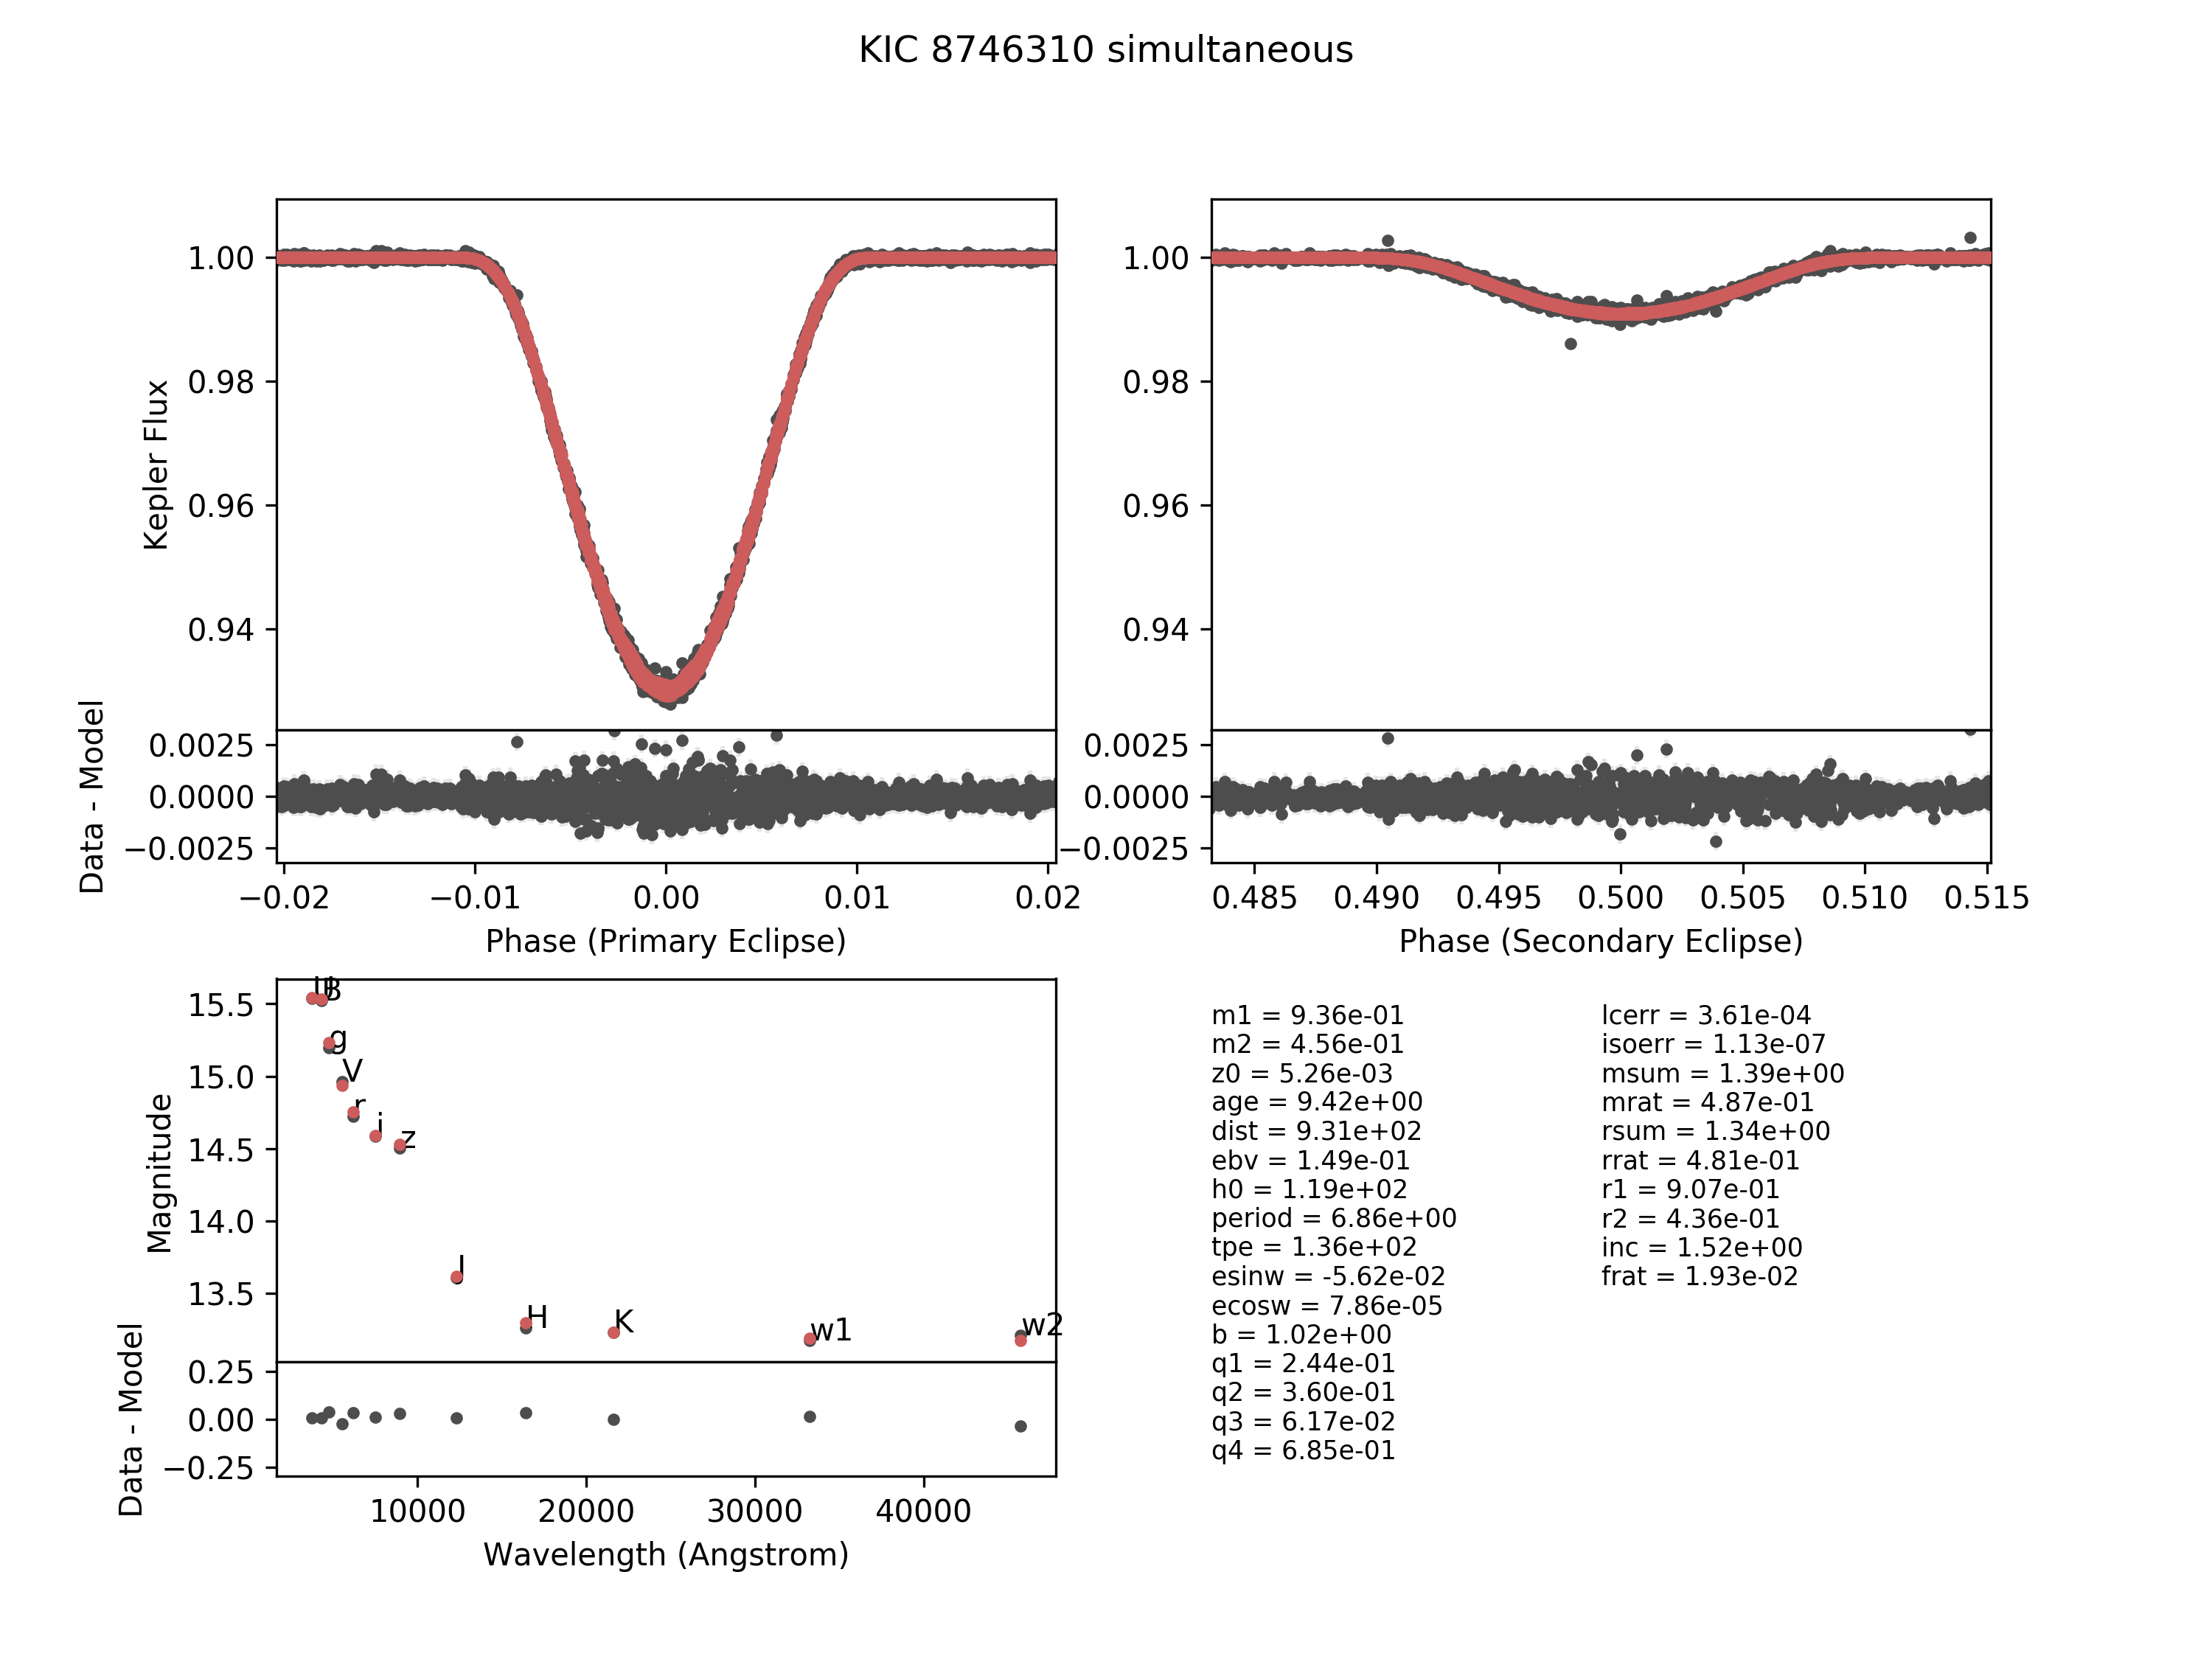 KIC 8746310 simultaneous
Kepler Flux
1.00
0.98
0.96
0.94
1.00
0.98
0.96
0.94
Data - Model
0.0025
0.0000
−0.0025
0.0025
0.0000
−0.0025
−0.02 −0.01 0.00 0.01 0.02
Phase (Primary Eclipse)
0.485 0.490 0.495 0.500 0.505 0.510 0.515
Phase (Secondary Eclipse)
Magnitude
15.5
15.0
14.5
14.0
13.5
U B g V r i z J H K w1 w2
Data - Model
0.25
0.00
−0.25
10000 20000 30000 40000
Wavelength (Angstrom)
m1 = 9.36e-01
m2 = 4.56e-01
z0 = 5.26e-03
age = 9.42e+00
dist = 9.31e+02
ebv = 1.49e-01
h0 = 1.19e+02
period = 6.86e+00
tpe = 1.36e+02
esinw = -5.62e-02
ecosw = 7.86e-05
b = 1.02e+00
q1 = 2.44e-01
q2 = 3.60e-01
q3 = 6.17e-02
q4 = 6.85e-01
lcerr = 3.61e-04
isoerr = 1.13e-07
msum = 1.39e+00
mrat = 4.87e-01
rsum = 1.34e+00
rrat = 4.81e-01
r1 = 9.07e-01
r2 = 4.36e-01
inc = 1.52e+00
frat = 1.93e-02